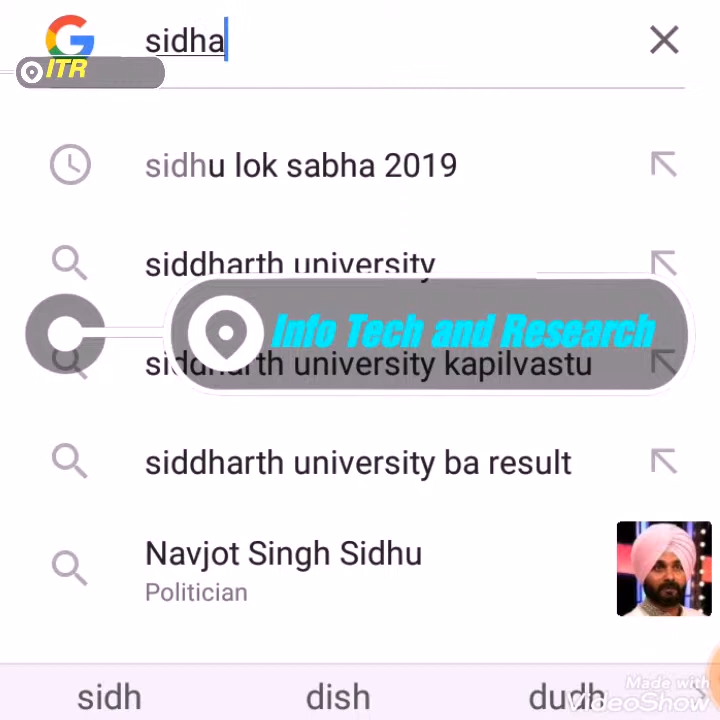 sidha
ITR
sidhu lok sabha 2019
siddharth university
Info Tech and Research
siddharth university kapilvastu
siddharth university ba result
Navjot Singh Sidhu
Politician
sidh dish dudh
Made with
VideoShow